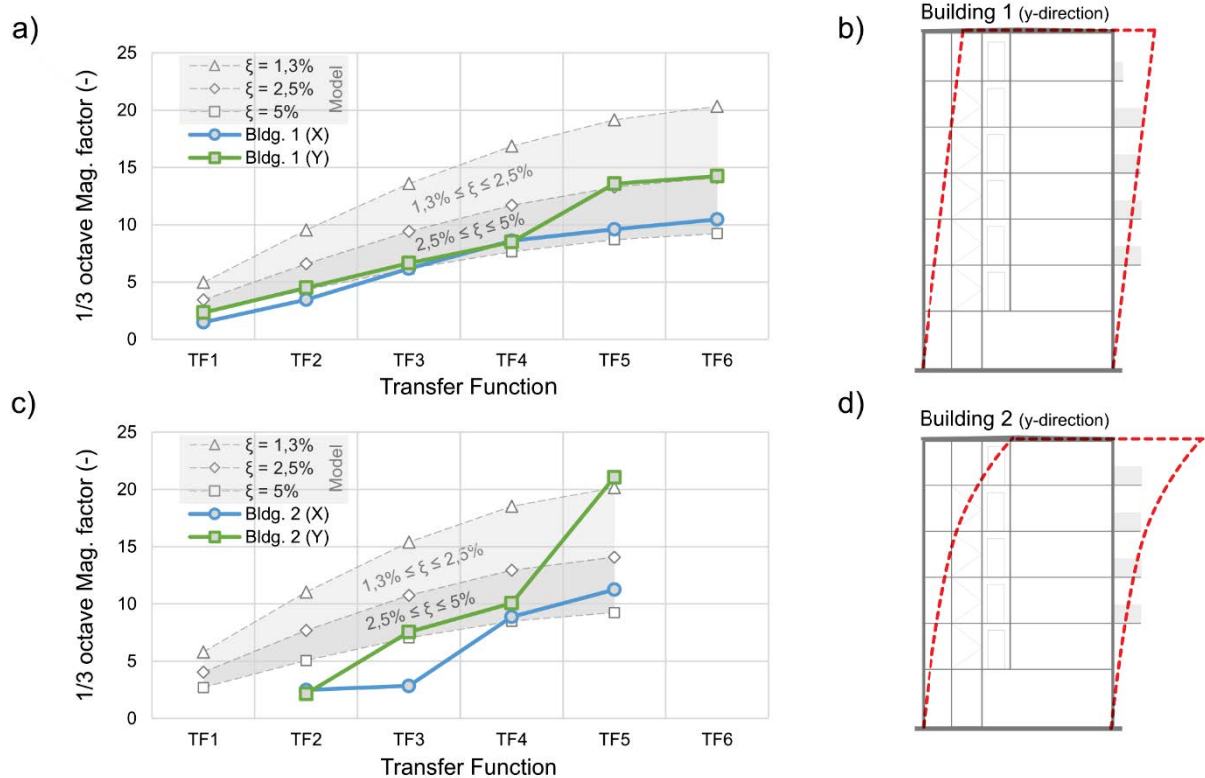 a)
1/3 octave Mag. factor (-)
25
20
15
10
5
0
ξ = 1,3%
ξ = 2,5%
ξ = 5%
Model
Bldg. 1 (X)
Bldg. 1 (Y)
1,3% ≤ ξ ≤ 2,5%
2,5% ≤ ξ ≤ 5%
TF1 TF2 TF3 TF4 TF5 TF6
Transfer Function
b)
Building 1 (y-direction)
c)
1/3 octave Mag. factor (-)
25
20
15
10
5
0
ξ = 1,3%
ξ = 2,5%
ξ = 5%
Model
Bldg. 2 (X)
Bldg. 2 (Y)
1,3% ≤ ξ ≤ 2,5%
2,5% ≤ ξ ≤ 5%
TF1 TF2 TF3 TF4 TF5 TF6
Transfer Function
d)
Building 2 (y-direction)